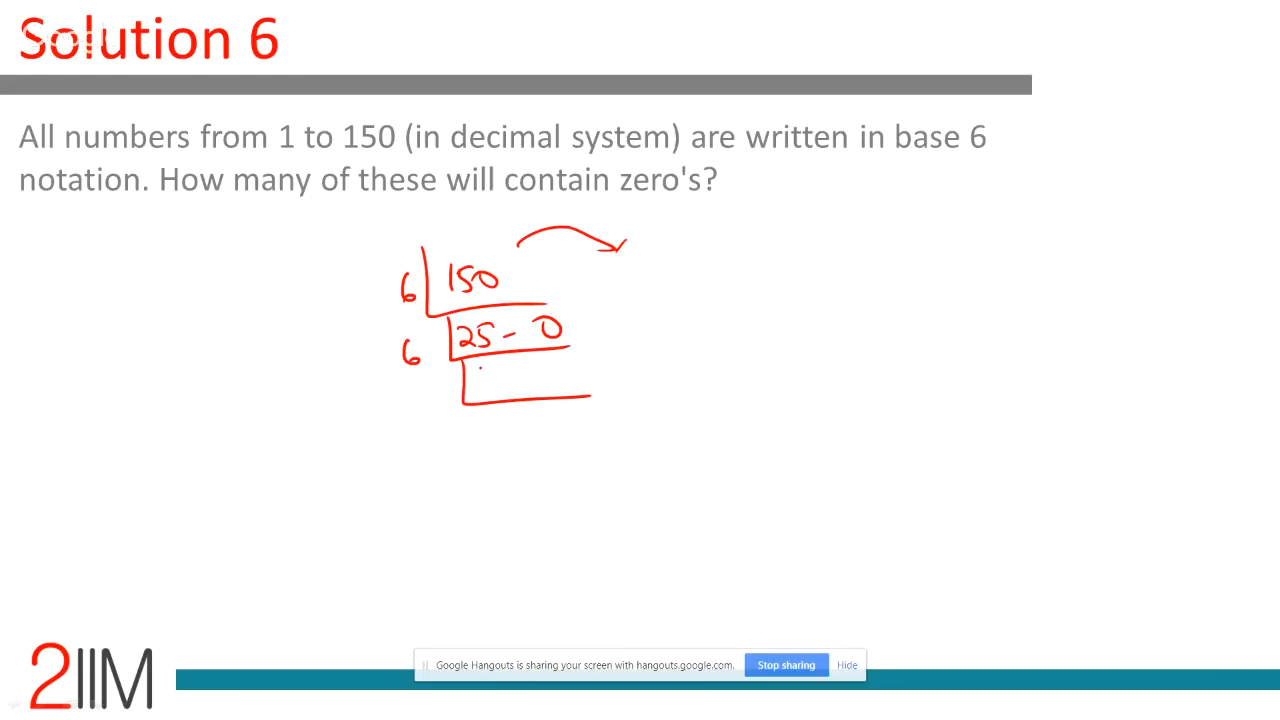 Solution 6
Google
All numbers from 1 to 150 (in decimal system) are written in base 6
notation. How many of these will contain zero's?
6 150
6 25 - 0
2IIM
Google Hangouts is sharing your screen with hangouts.google.com. Stop sharing Hide